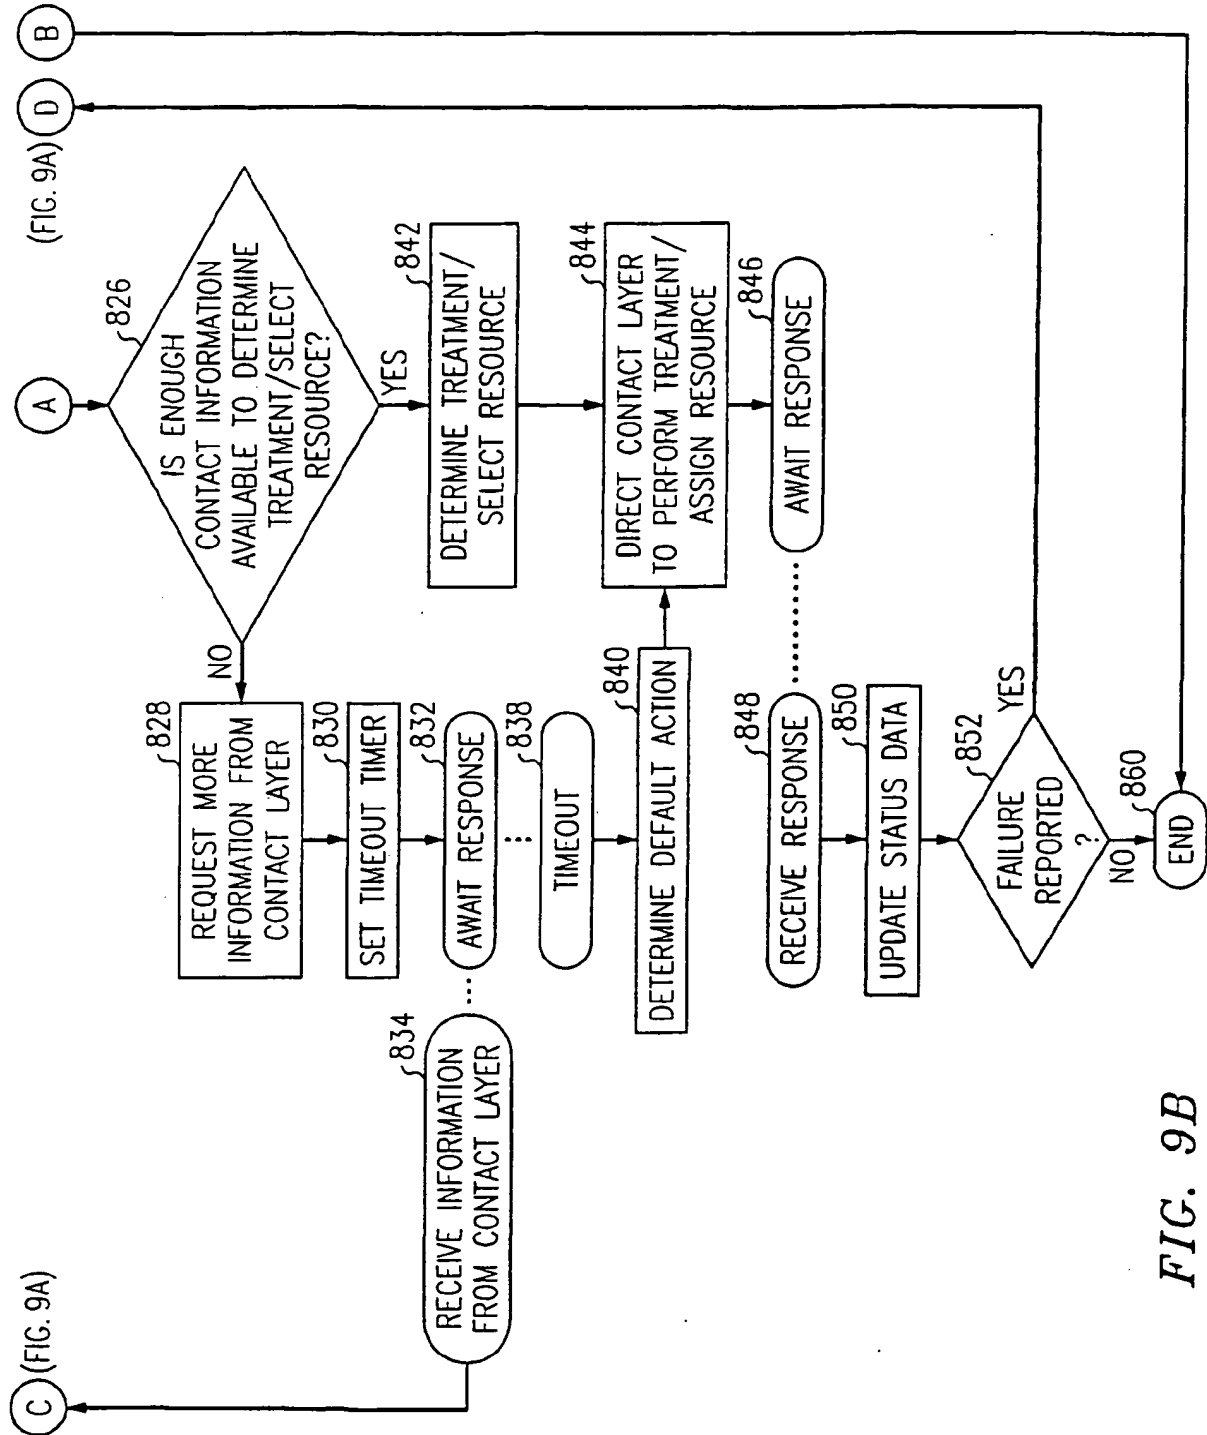 C
(FIG. 9A)
A
(FIG. 9A)
D
B
826
IS ENOUGH
CONTACT INFORMATION
AVAILABLE TO DETERMINE
TREATMENT/SELECT
RESOURCE?
NO
YES
828
REQUEST MORE
INFORMATION FROM
CONTACT LAYER
830
SET TIMEOUT TIMER
832
AWAIT RESPONSE
834
RECEIVE INFORMATION
FROM CONTACT LAYER
838
TIMEOUT
840
DETERMINE DEFAULT ACTION
842
DETERMINE TREATMENT/
SELECT RESOURCE
844
DIRECT CONTACT LAYER
TO PERFORM TREATMENT/
ASSIGN RESOURCE
846
AWAIT RESPONSE
848
RECEIVE RESPONSE
850
UPDATE STATUS DATA
852
FAILURE
REPORTED
?
YES
NO
860
END
FIG. 9B